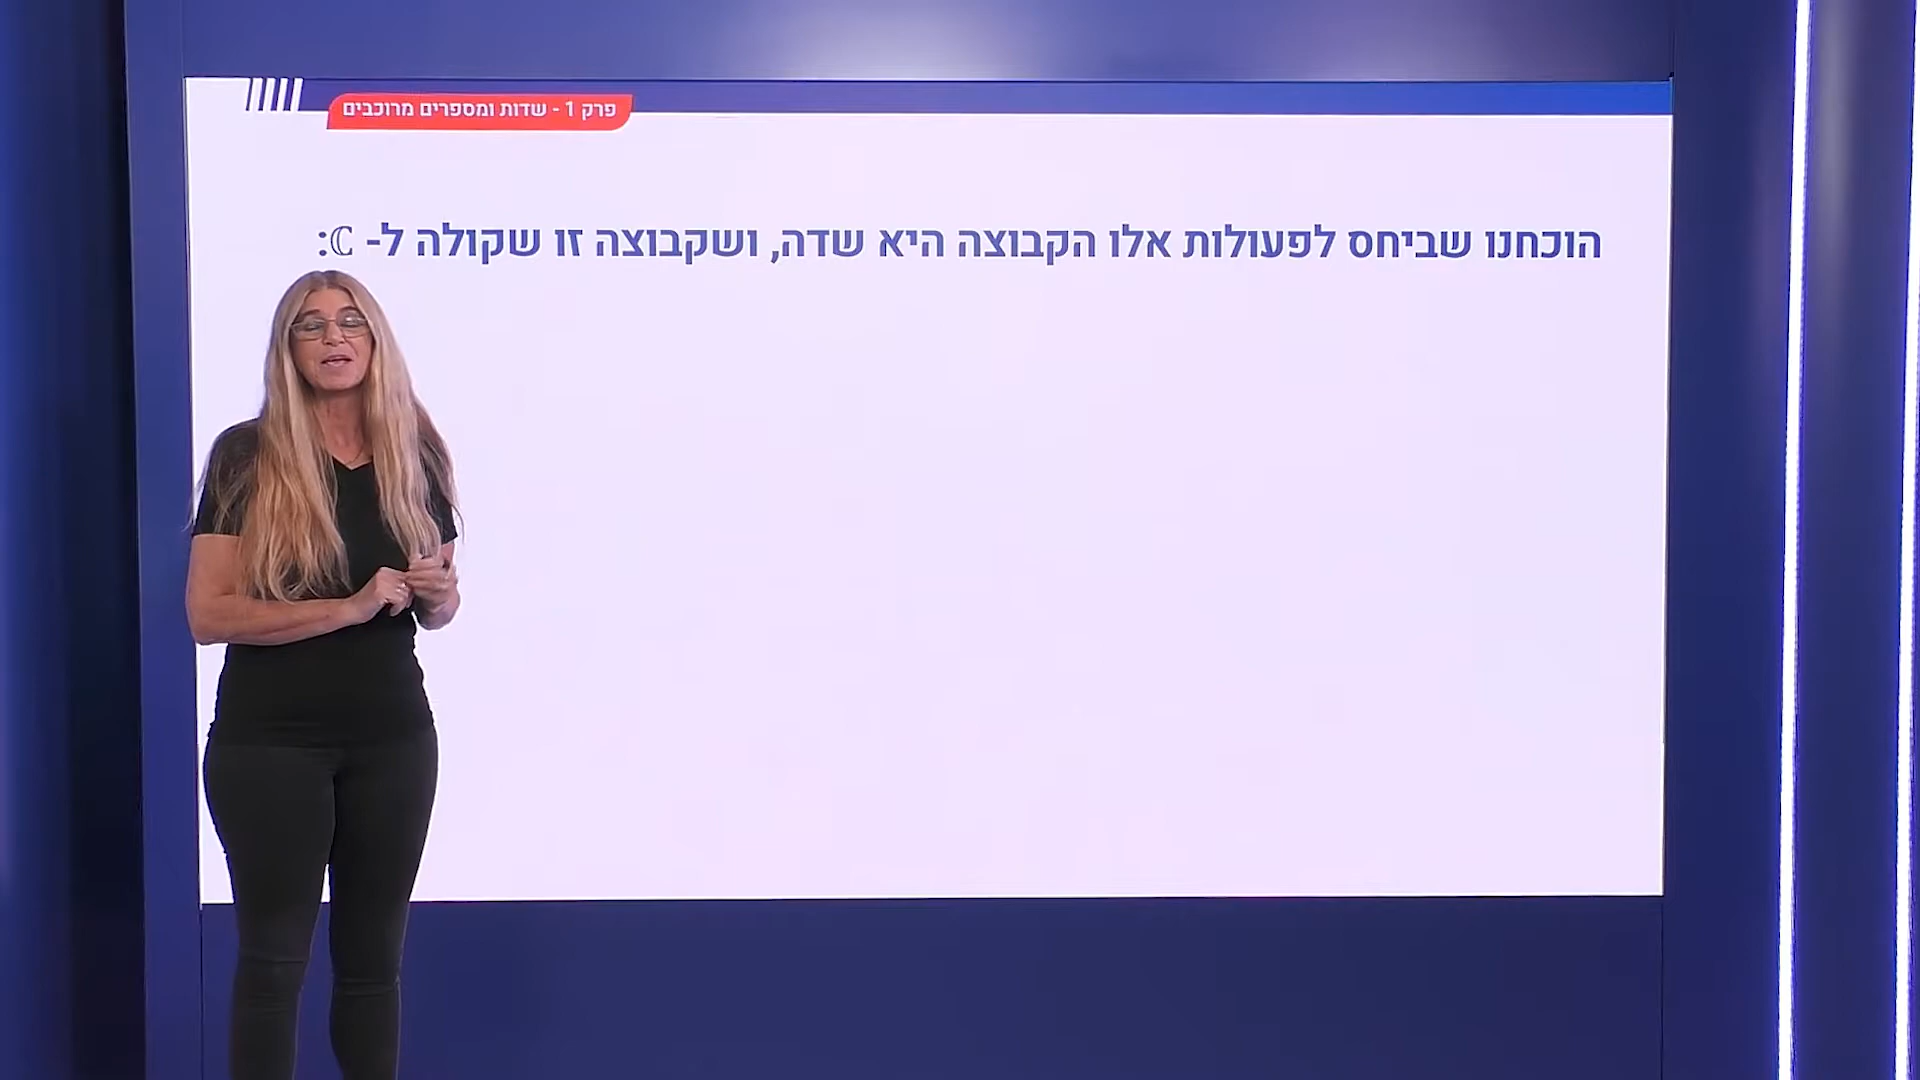 פרק 1 - שדות ומספרים מרוכבים
הוכחנו שביחס לפעולות אלו הקבוצה היא שדה, ושקבוצה זו שקולה ל- ℂ: